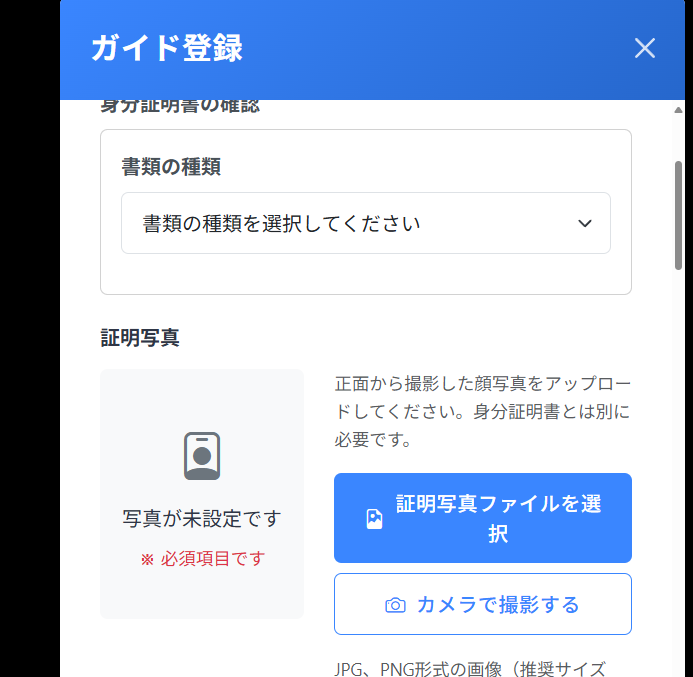 ガイド登録
身分証明書の確認
書類の種類
書類の種類を選択してください
証明写真
写真が未設定です
※ 必須項目です
正面から撮影した顔写真をアップロー
ドしてください。身分証明書とは別に
必要です。
証明写真ファイルを選
択
カメラで撮影する
JPG、PNG形式の画像（推奨サイズ